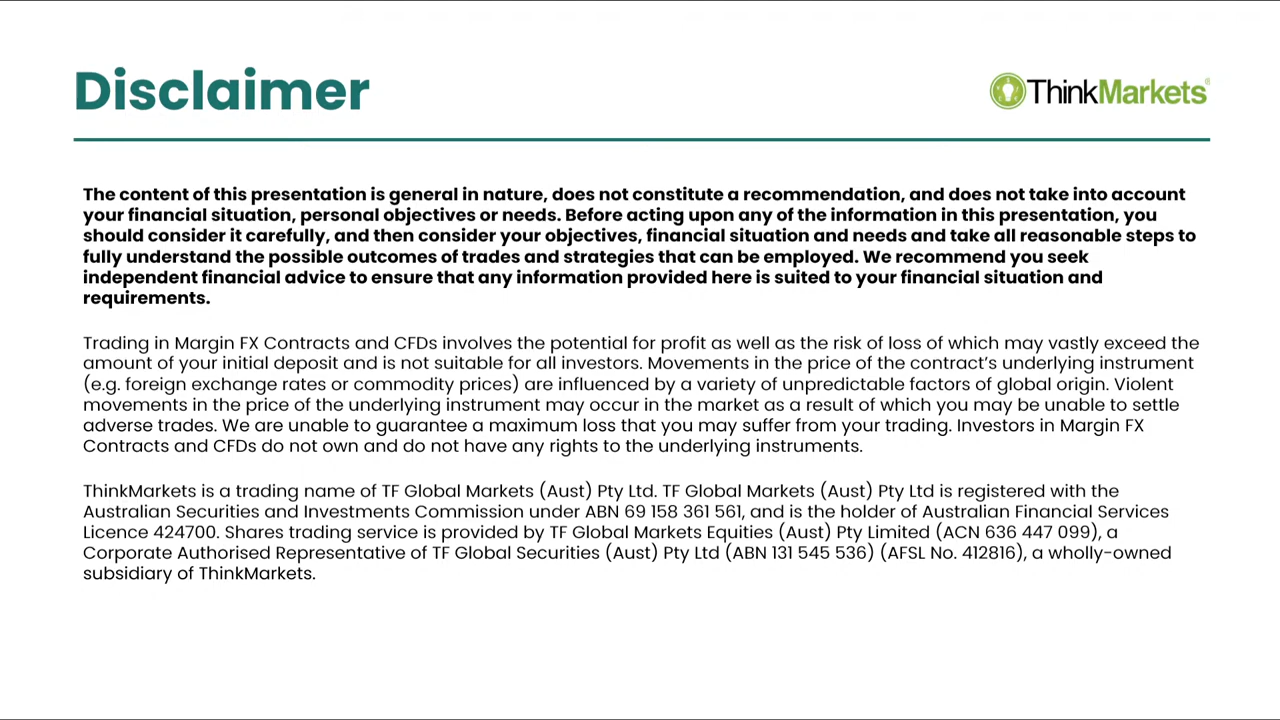 Disclaimer
ThinkMarkets®
The content of this presentation is general in nature, does not constitute a recommendation, and does not take into account
your financial situation, personal objectives or needs. Before acting upon any of the information in this presentation, you
should consider it carefully, and then consider your objectives, financial situation and needs and take all reasonable steps to
fully understand the possible outcomes of trades and strategies that can be employed. We recommend you seek
independent financial advice to ensure that any information provided here is suited to your financial situation and
requirements.
Trading in Margin FX Contracts and CFDs involves the potential for profit as well as the risk of loss of which may vastly exceed the
amount of your initial deposit and is not suitable for all investors. Movements in the price of the contract's underlying instrument
(e.g. foreign exchange rates or commodity prices) are influenced by a variety of unpredictable factors of global origin. Violent
movements in the price of the underlying instrument may occur in the market as a result of which you may be unable to settle
adverse trades. We are unable to guarantee a maximum loss that you may suffer from your trading. Investors in Margin FX
Contracts and CFDs do not own and do not have any rights to the underlying instruments.
ThinkMarkets is a trading name of TF Global Markets (Aust) Pty Ltd. TF Global Markets (Aust) Pty Ltd is registered with the
Australian Securities and Investments Commission under ABN 69 158 361 561, and is the holder of Australian Financial Services
Licence 424700. Shares trading service is provided by TF Global Markets Equities (Aust) Pty Limited (ACN 636 447 099), a
Corporate Authorised Representative of TF Global Securities (Aust) Pty Ltd (ABN 131 545 536) (AFSL No. 412816), a wholly-owned
subsidiary of ThinkMarkets.